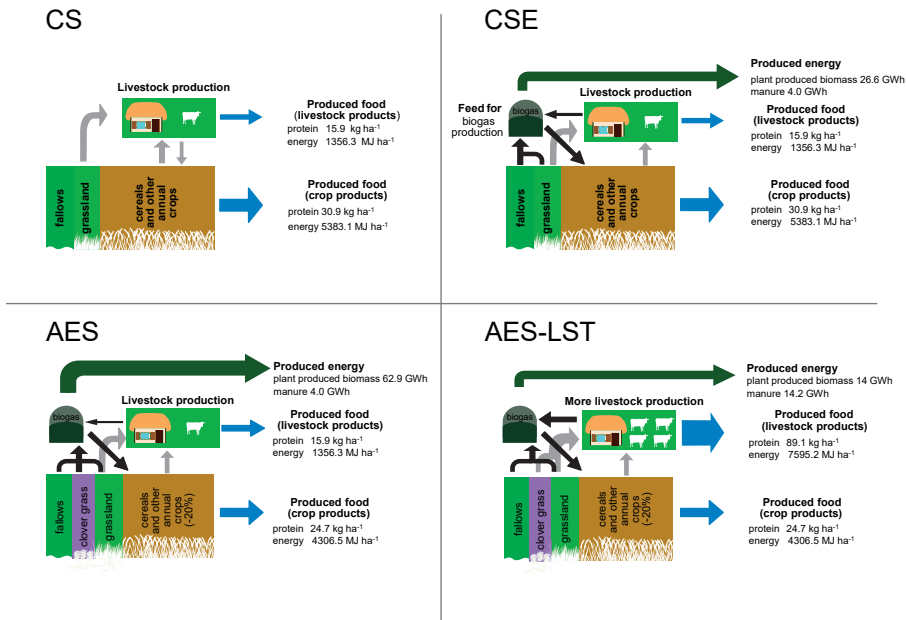 CS
Livestock production
Produced food
(livestock products)
protein 15.9 kg ha⁻¹
energy 1356.3 MJ ha⁻¹
fallows
grassland
cereals
and other
annual
crops
Produced food
(crop products)
protein 30.9 kg ha⁻¹
energy 5383.1 MJ ha⁻¹
CSE
Produced energy
plant produced biomass 26.6 GWh
manure 4.0 GWh
Livestock production
Feed for
biogas
production
biogas
Produced food
(livestock products)
protein 15.9 kg ha⁻¹
energy 1356.3 MJ ha⁻¹
fallows
grassland
cereals
and other
annual
crops
Produced food
(crop products)
protein 30.9 kg ha⁻¹
energy 5383.1 MJ ha⁻¹
AES
Produced energy
plant produced biomass 62.9 GWh
manure 4.0 GWh
Livestock production
biogas
Produced food
(livestock products)
protein 15.9 kg ha⁻¹
energy 1356.3 MJ ha⁻¹
fallows
clover grass
grassland
cereals
and other
annual
crops
(-20%)
Produced food
(crop products)
protein 24.7 kg ha⁻¹
energy 4306.5 MJ ha⁻¹
AES-LST
Produced energy
plant produced biomass 14 GWh
manure 14.2 GWh
More livestock production
biogas
Produced food
(livestock products)
protein 89.1 kg ha⁻¹
energy 7595.2 MJ ha⁻¹
fallows
clover grass
grassland
cereals
and other
annual
crops
(-20%)
Produced food
(crop products)
protein 24.7 kg ha⁻¹
energy 4306.5 MJ ha⁻¹